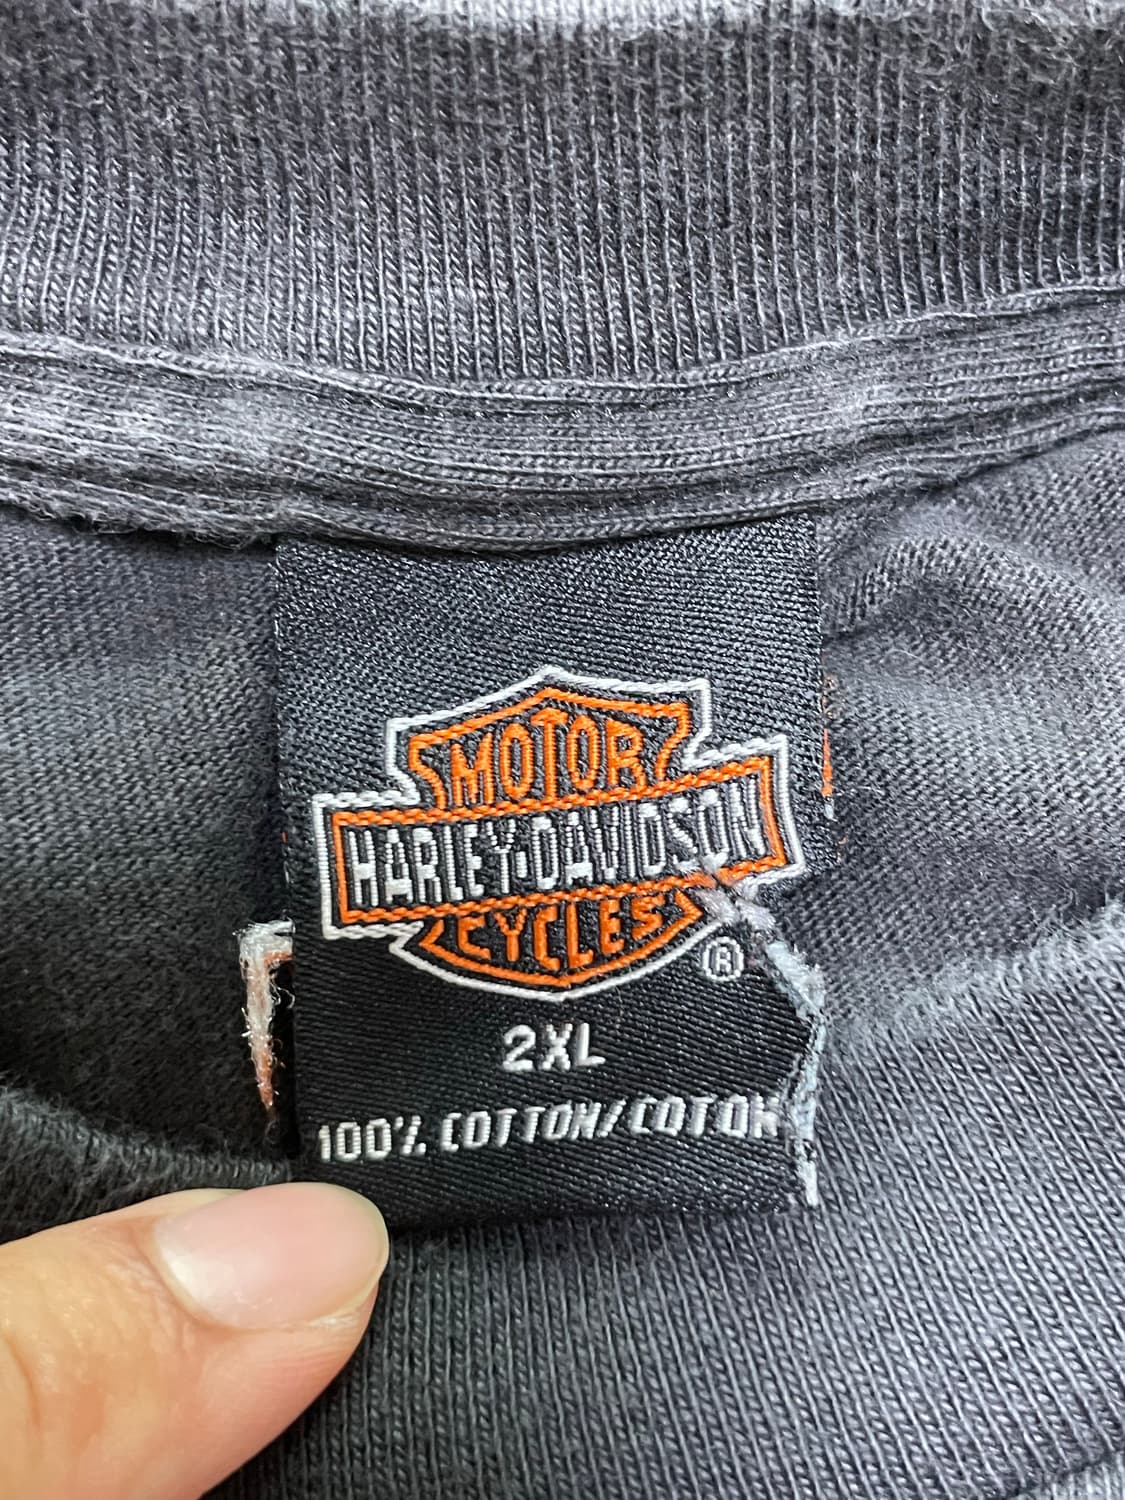 MOTOR
HARLEY-DAVIDSON
CYCLES
®
2XL
100% COTTON/COTON